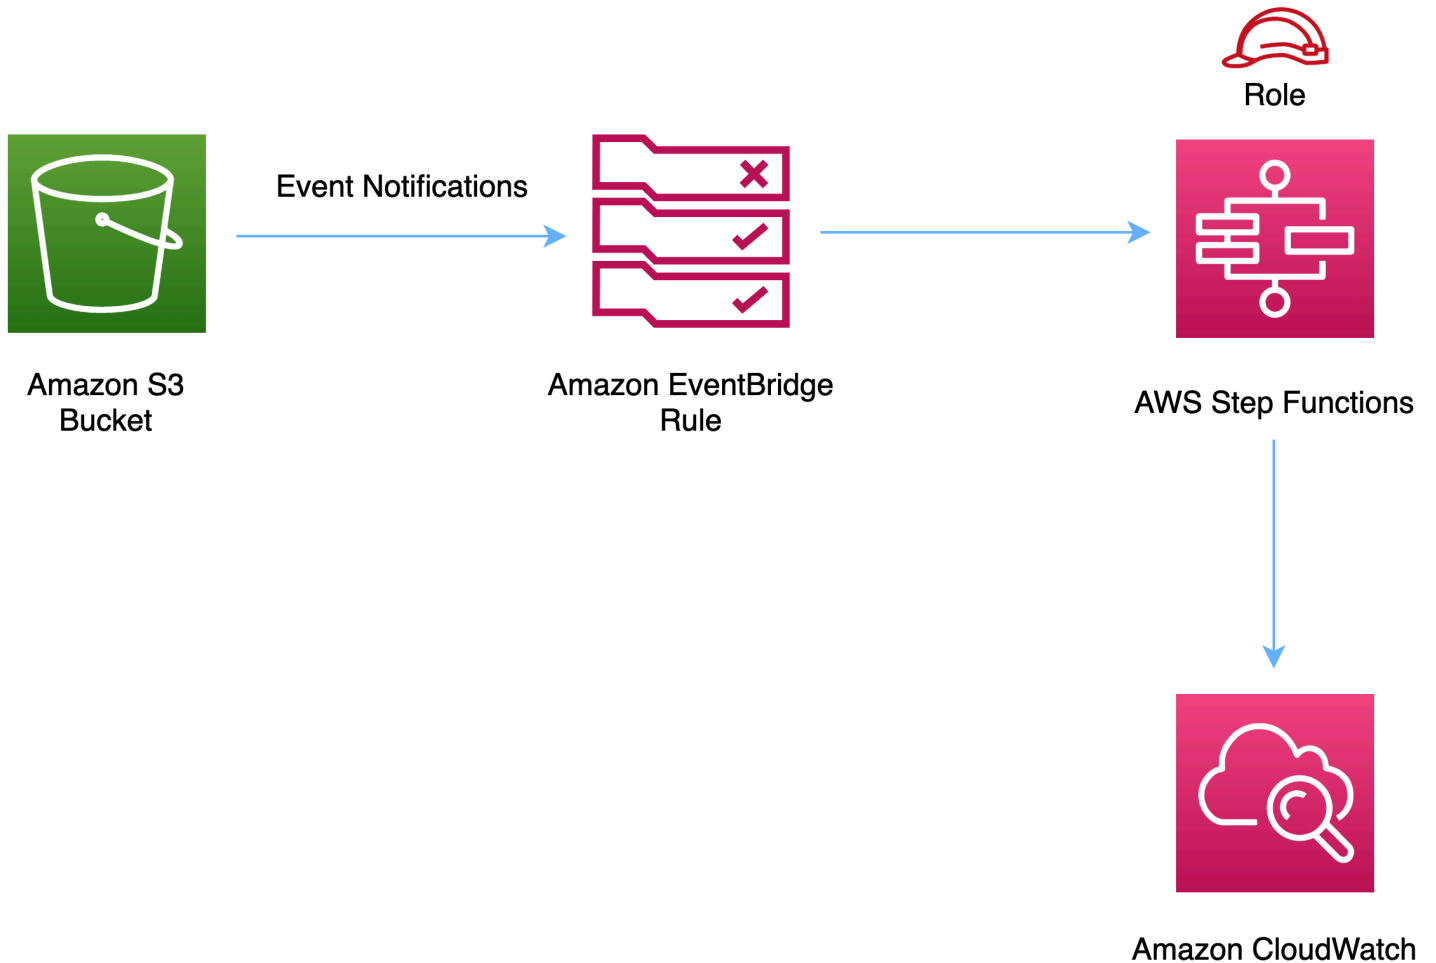 Role
Event Notifications
Amazon S3
Bucket
Amazon EventBridge
Rule
AWS Step Functions
Amazon CloudWatch